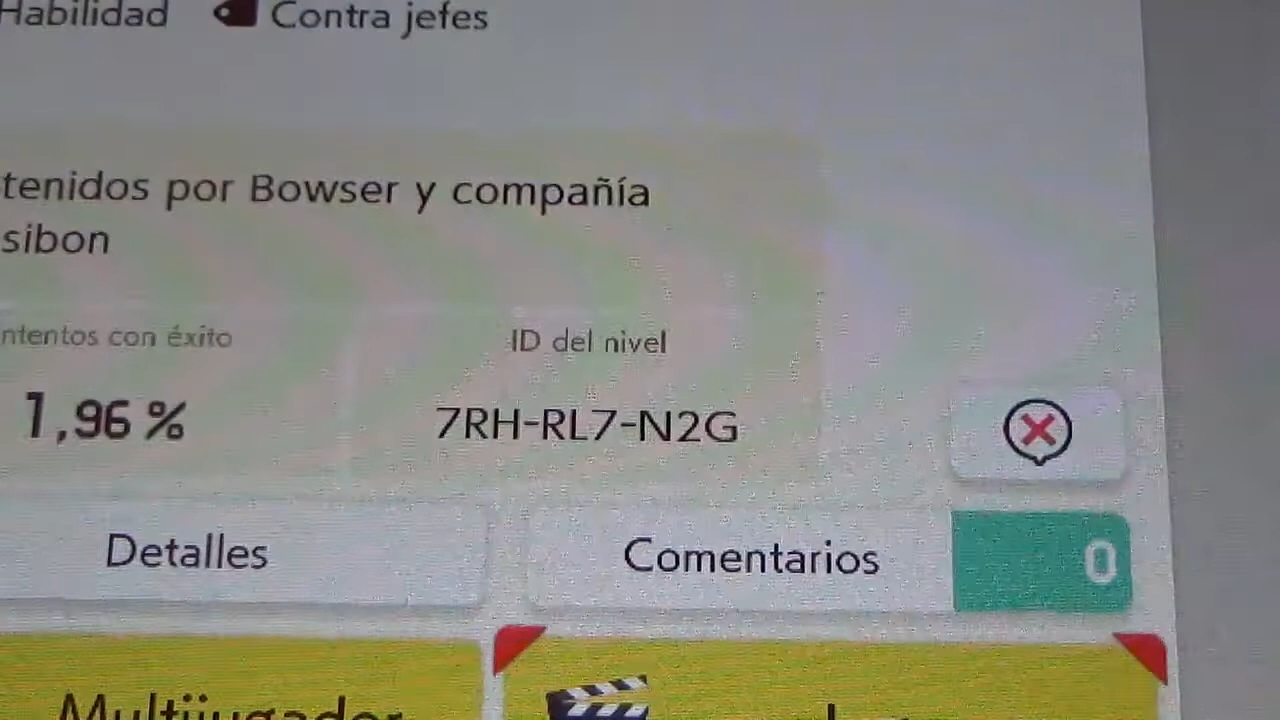 Habilidad Contra jefes
tenidos por Bowser y compañía
sibon
ntentos con éxito
ID del nivel
1,96 %
7RH-RL7-N2G
Detalles
Comentarios
0
Multijugador